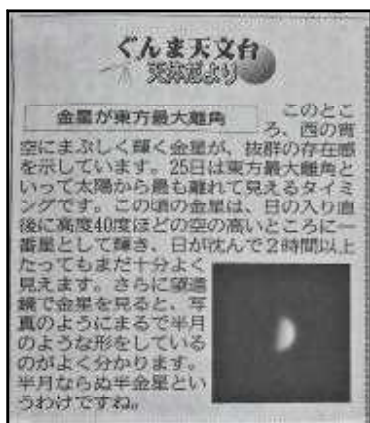 ぐんま天文台
天体だより
金星が東方最大離角
このとこ
ろ、西の宵
空にまぶしく輝く金星が、抜群の存在感
を示しています。25日は東方最大離角と
いって太陽から最も離れて見えるタイミ
ングです。この頃の金星は、日の入り直
後に高度40度ほどの空の高いところに一
番星として輝き、日が沈んで2時間以上
たってもまだ十分よく
見えます。さらに望遠
鏡で金星を見ると、写
真のようにまるで半月
のような形をしている
のがよく分かります。
半月ならぬ半金星とい
うわけですね。